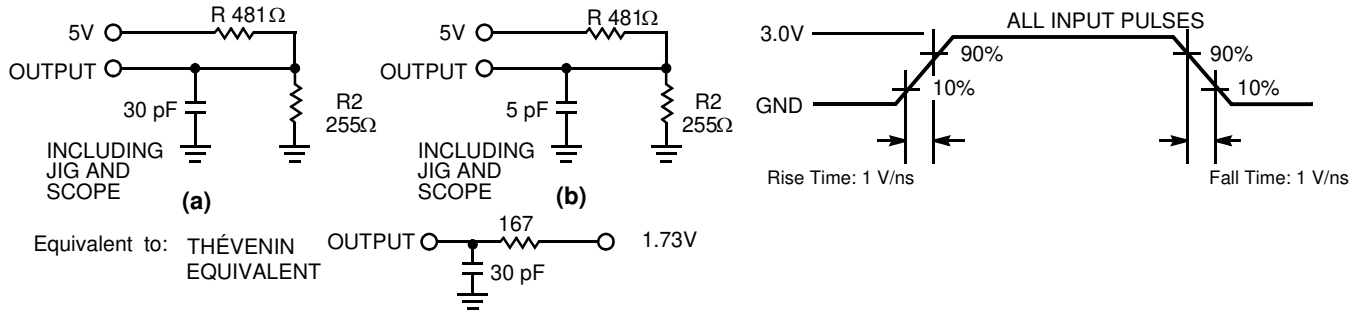 R 481Ω
5V
OUTPUT
30 pF
R2
255Ω
INCLUDING
JIG AND
SCOPE
(a)
R 481Ω
5V
OUTPUT
5 pF
R2
255Ω
INCLUDING
JIG AND
SCOPE
(b)
ALL INPUT PULSES
3.0V
90%
10%
GND
90%
10%
Rise Time: 1 V/ns
Fall Time: 1 V/ns
Equivalent to: THÉVENIN
EQUIVALENT
OUTPUT
167
1.73V
30 pF